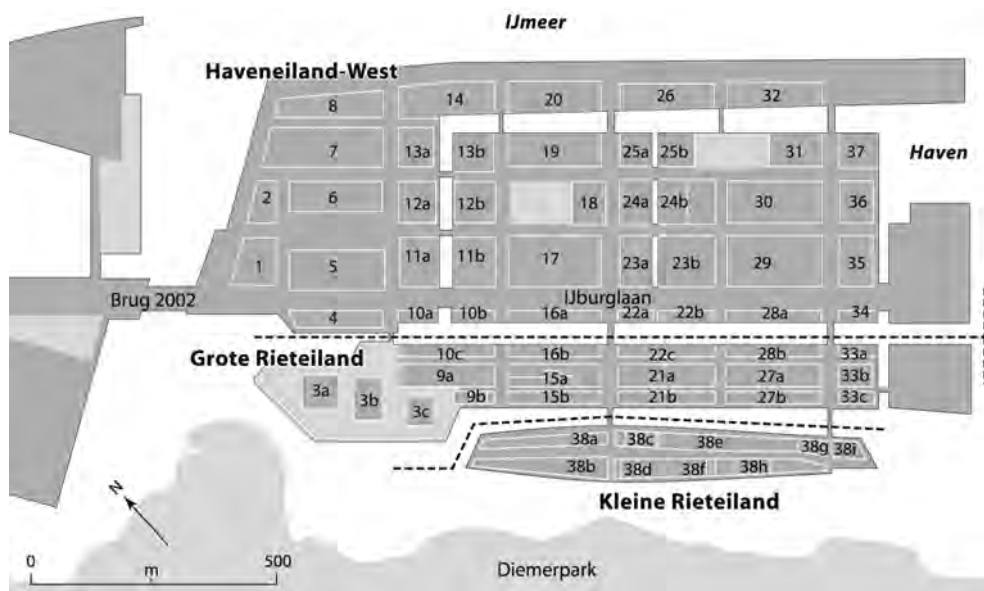 IJmeer
Haveneiland-West
8 14 20 26 32
7 13a 13b 19 25a 25b 31 37
Haven
2 6 12a 12b 18 24a 24b 30 36
1 5 11a 11b 17 23a 23b 29 35
Brug 2002
IJburglaan
4 10a 10b 16a 22a 22b 28a 34
Grote Rieteiland
10c 16b 22c 28b 33a
9a 15a 21a 27a 33b
3a 3b 3c 9b 15b 21b 27b 33c
38a 38c 38e 38g 38i
38b 38d 38f 38h
Kleine Rieteiland
N
0 500
m
Diemerpark